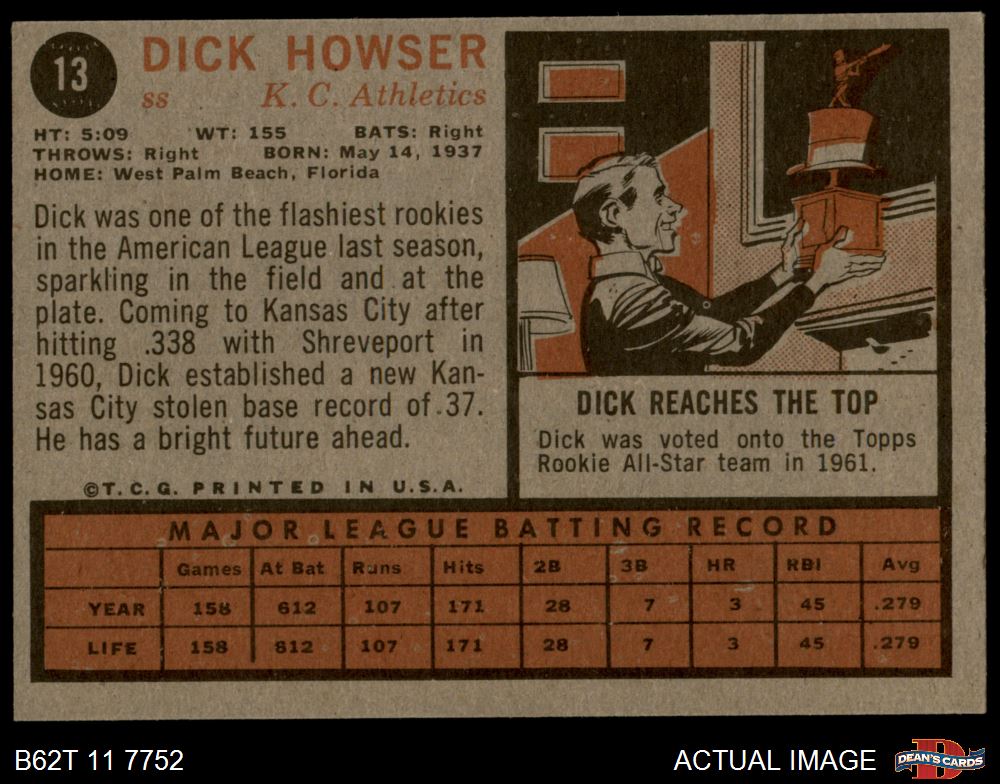 13
DICK HOWSER
ss K. C. Athletics
HT: 5:09 WT: 155 BATS: Right
THROWS: Right BORN: May 14, 1937
HOME: West Palm Beach, Florida
Dick was one of the flashiest rookies
in the American League last season,
sparkling in the field and at the
plate. Coming to Kansas City after
hitting .338 with Shreveport in
1960, Dick established a new Kan-
sas City stolen base record of 37.
He has a bright future ahead.
©T.C.G. PRINTED IN U.S.A.
DICK REACHES THE TOP
Dick was voted onto the Topps
Rookie All-Star team in 1961.
MAJOR LEAGUE BATTING RECORD
Games At Bat Runs Hits 2B 3B HR RBI Avg
YEAR 158 612 107 171 28 7 3 45 .279
LIFE 158 612 107 171 28 7 3 45 .279
B62T 11 7752
ACTUAL IMAGE
DEAN'S CARDS